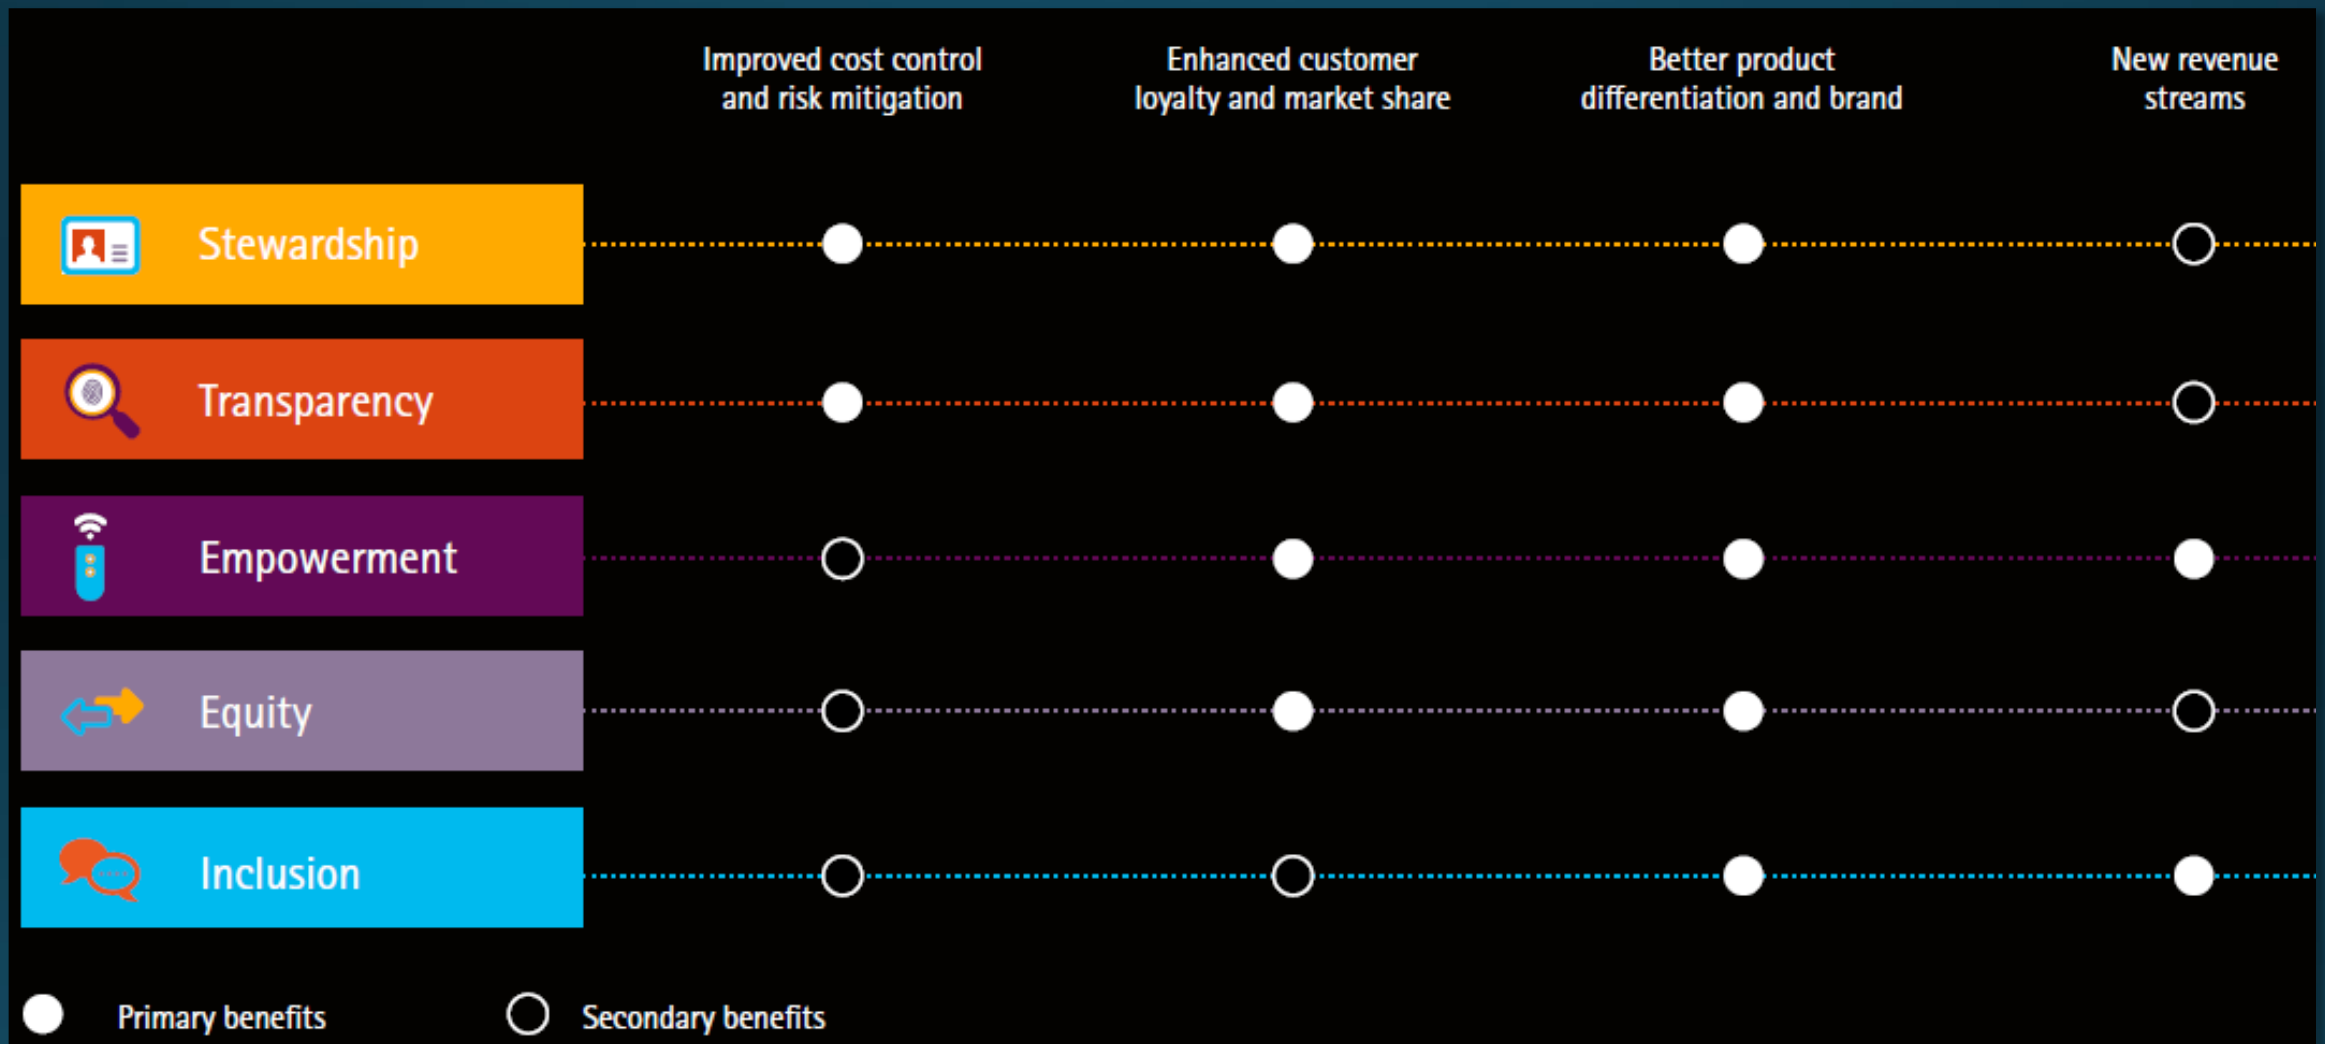 Improved cost control
and risk mitigation
Enhanced customer
loyalty and market share
Better product
differentiation and brand
New revenue
streams
Stewardship
Transparency
Empowerment
Equity
Inclusion
Primary benefits
Secondary benefits